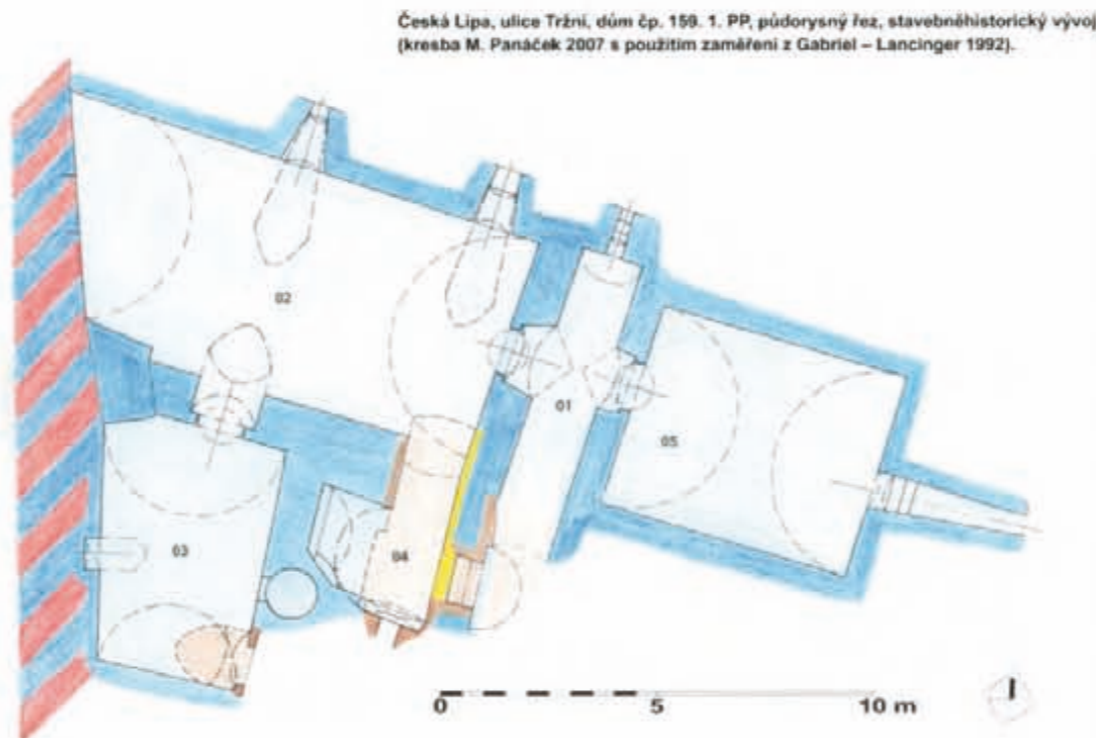 Česká Lípa, ulice Tržní, dům čp. 159. 1. PP, půdorysný řez, stavebněhistorický vývoj
(kresba M. Panáček 2007 s použitím zaměření z Gabriel – Lancinger 1992).
02
01
05
03
04
0 5 10 m